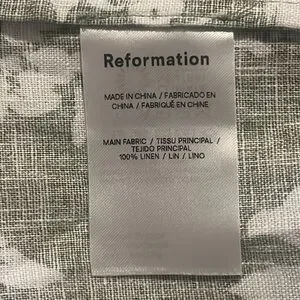 Reformation
MADE IN CHINA / FABRICADO EN
CHINA / FABRIQUÉ EN CHINE
MAIN FABRIC / TISSU PRINCIPAL /
TEJIDO PRINCIPAL
100% LINEN / LIN / LINO